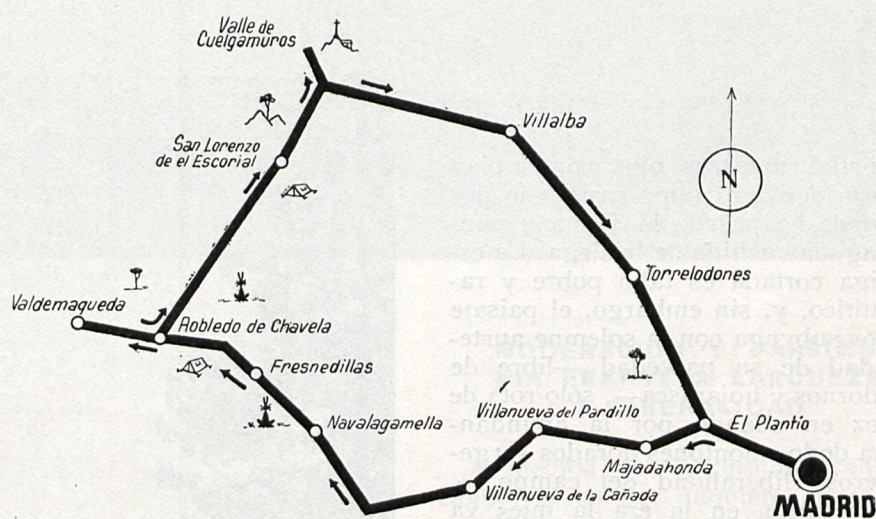 Valle de
Cuelgamuros
Villalba
San Lorenzo
de el Escorial
N
Torrelodones
Valdemaqueda
Robledo de Chavela
Fresnedillas
Villanueva del Pardillo
El Plantío
Navalagamella
Majadahonda
Villanueva de la Cañada
MADRID